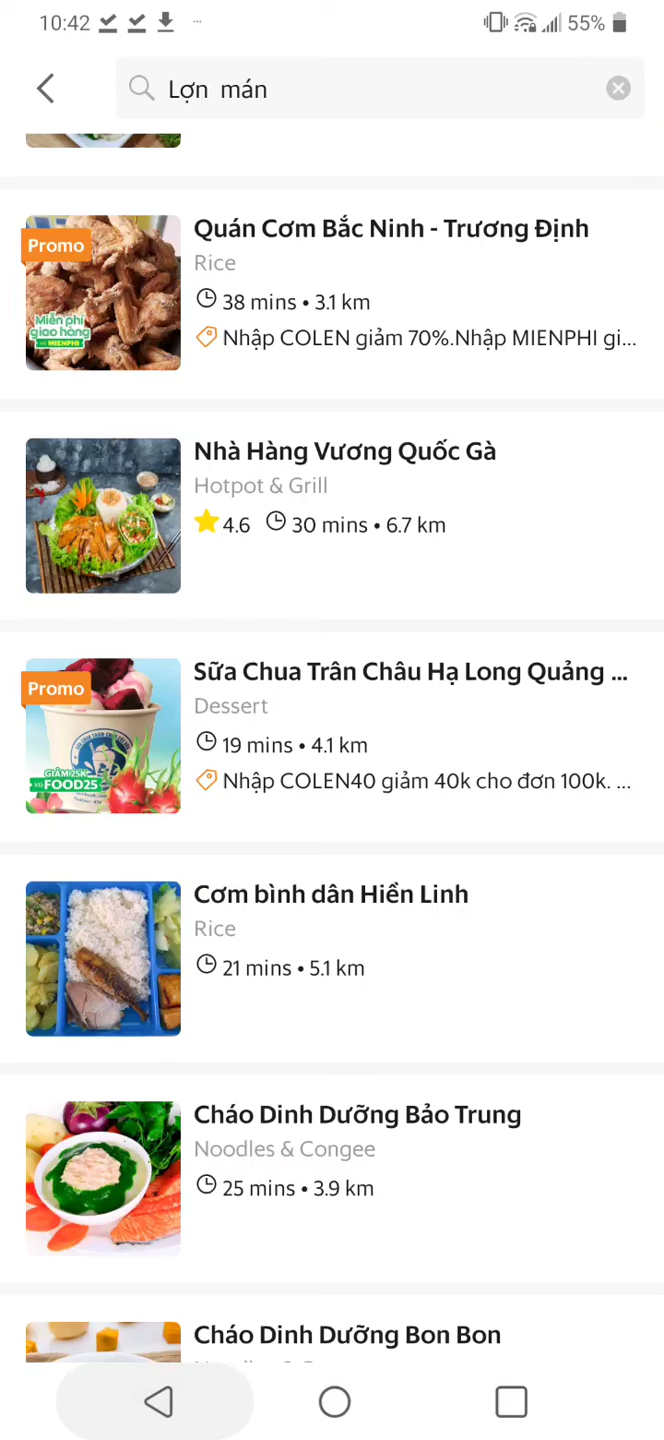 10:42
55%
Lợn mán
Promo
Miễn phí
giao hàng
MIENPHI
Quán Cơm Bắc Ninh - Trương Định
Rice
38 mins • 3.1 km
Nhập COLEN giảm 70%.Nhập MIENPHI gi...
Nhà Hàng Vương Quốc Gà
Hotpot & Grill
4.6 30 mins • 6.7 km
Promo
GIẢM 25K
FOOD25
Sữa Chua Trân Châu Hạ Long Quảng ...
Dessert
19 mins • 4.1 km
Nhập COLEN40 giảm 40k cho đơn 100k. ...
Cơm bình dân Hiền Linh
Rice
21 mins • 5.1 km
Cháo Dinh Dưỡng Bảo Trung
Noodles & Congee
25 mins • 3.9 km
Cháo Dinh Dưỡng Bon Bon